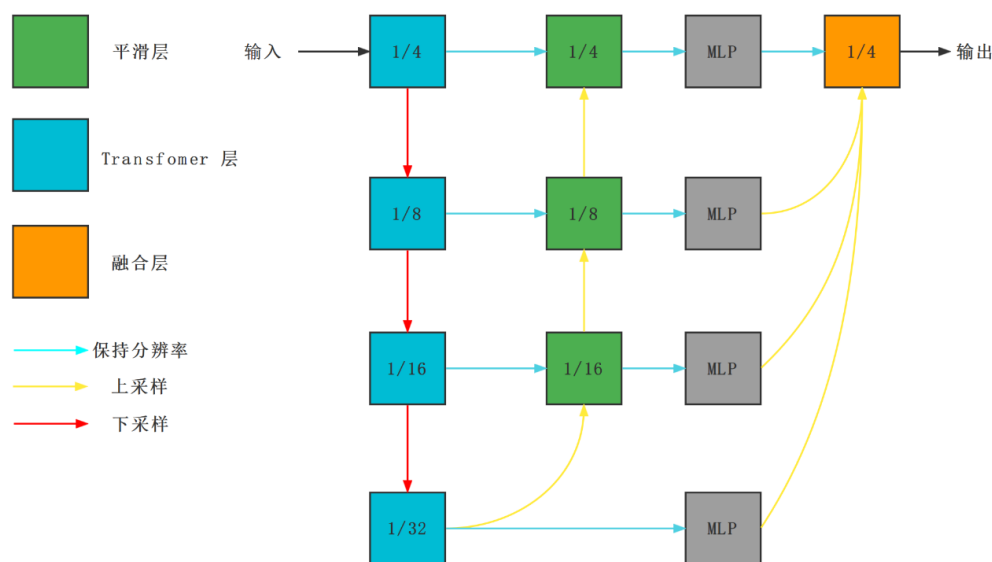 平滑层
输入
1/4
1/4
MLP
1/4
输出
Transfomer 层
1/8
1/8
MLP
融合层
保持分辨率
上采样
下采样
1/16
1/16
MLP
1/32
MLP